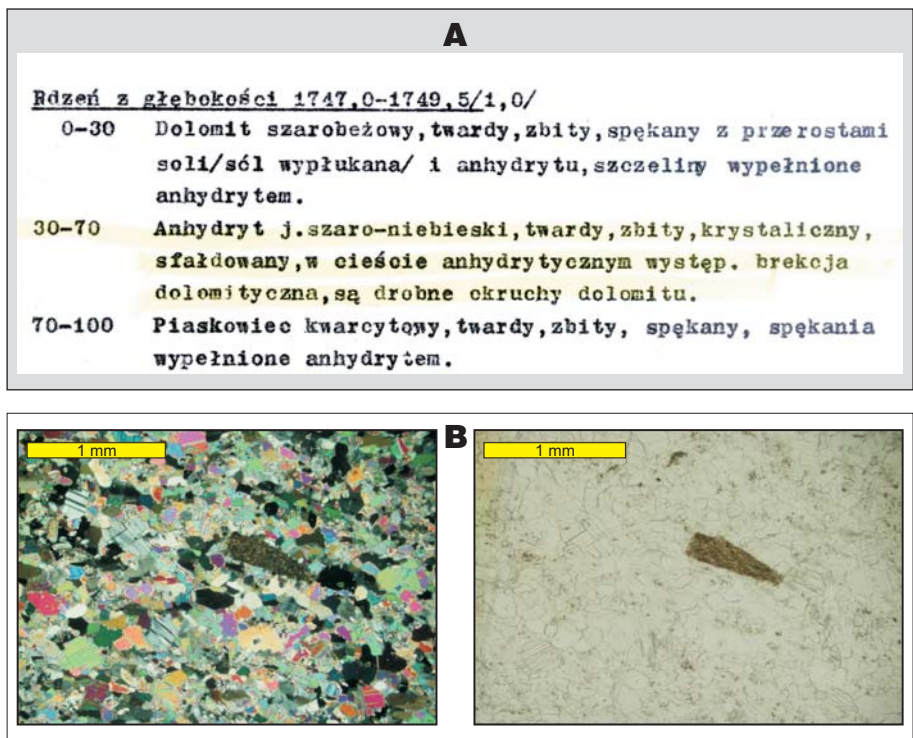 A
Rdzeń z głębokości 1747,0-1749,5/1,0/
0-30 Dolomit szarobeżowy,twardy,zbity,spękany z przerostami
soli/sól wypłukana/ i anhydrytu,szczeliny wypełnione
anhydrytem.
30-70 Anhydryt j.szaro-niebieski,twardy,zbity,krystaliczny,
sfałdowany,w cieście anhydrytycznym występ. brekcja
dolomityczna,są drobne okruchy dolomitu.
70-100 Piaskowiec kwarcytowy,twardy,zbity, spękany, spękania
wypełnione anhydrytem.
B
1 mm
1 mm